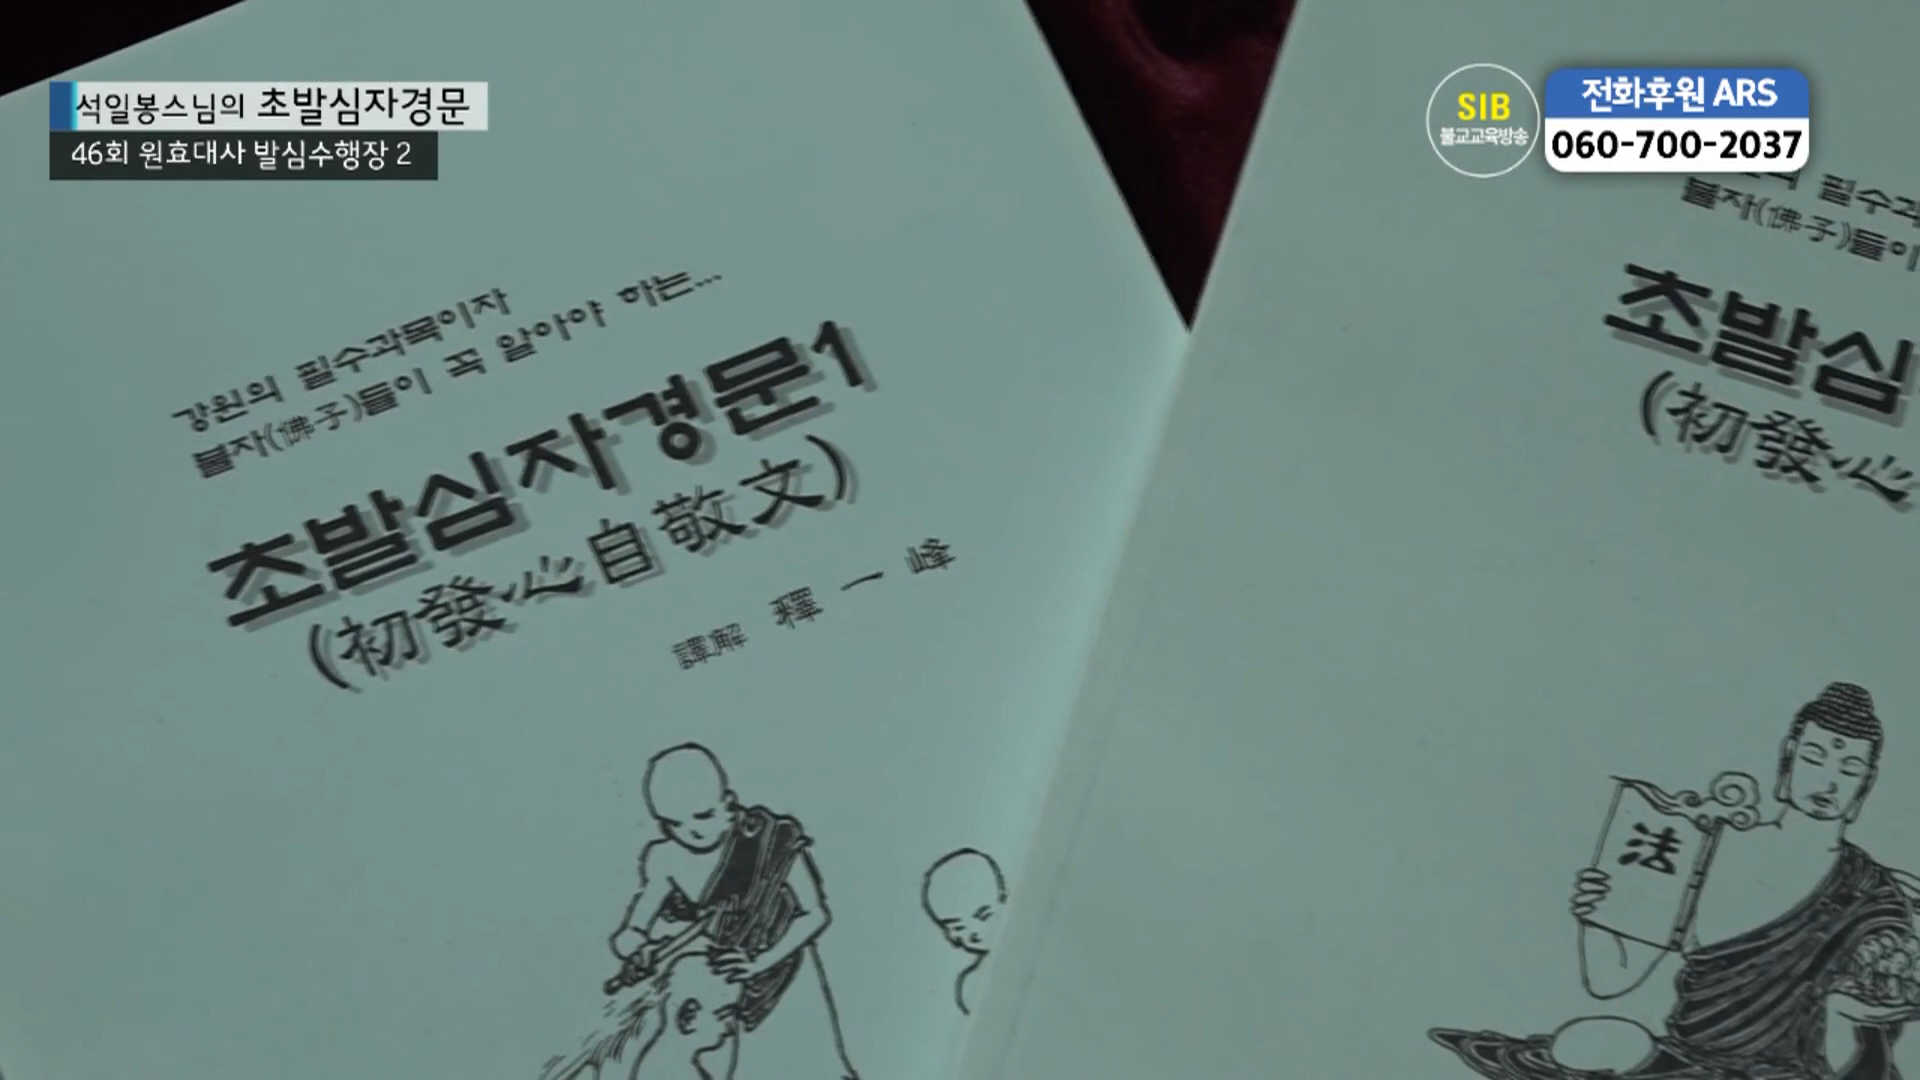 석일봉스님의 초발심자경문
46회 원효대사 발심수행장 2
SIB
불교교육방송
전화후원 ARS
060-700-2037
강원의 필수과목이자
불자(佛子)들이 꼭 알아야 하는...
초발심자경문1
(初發心自敬文)
譯解 釋一峰
필수과
불자(佛子)들이
초발심
(初發心
法